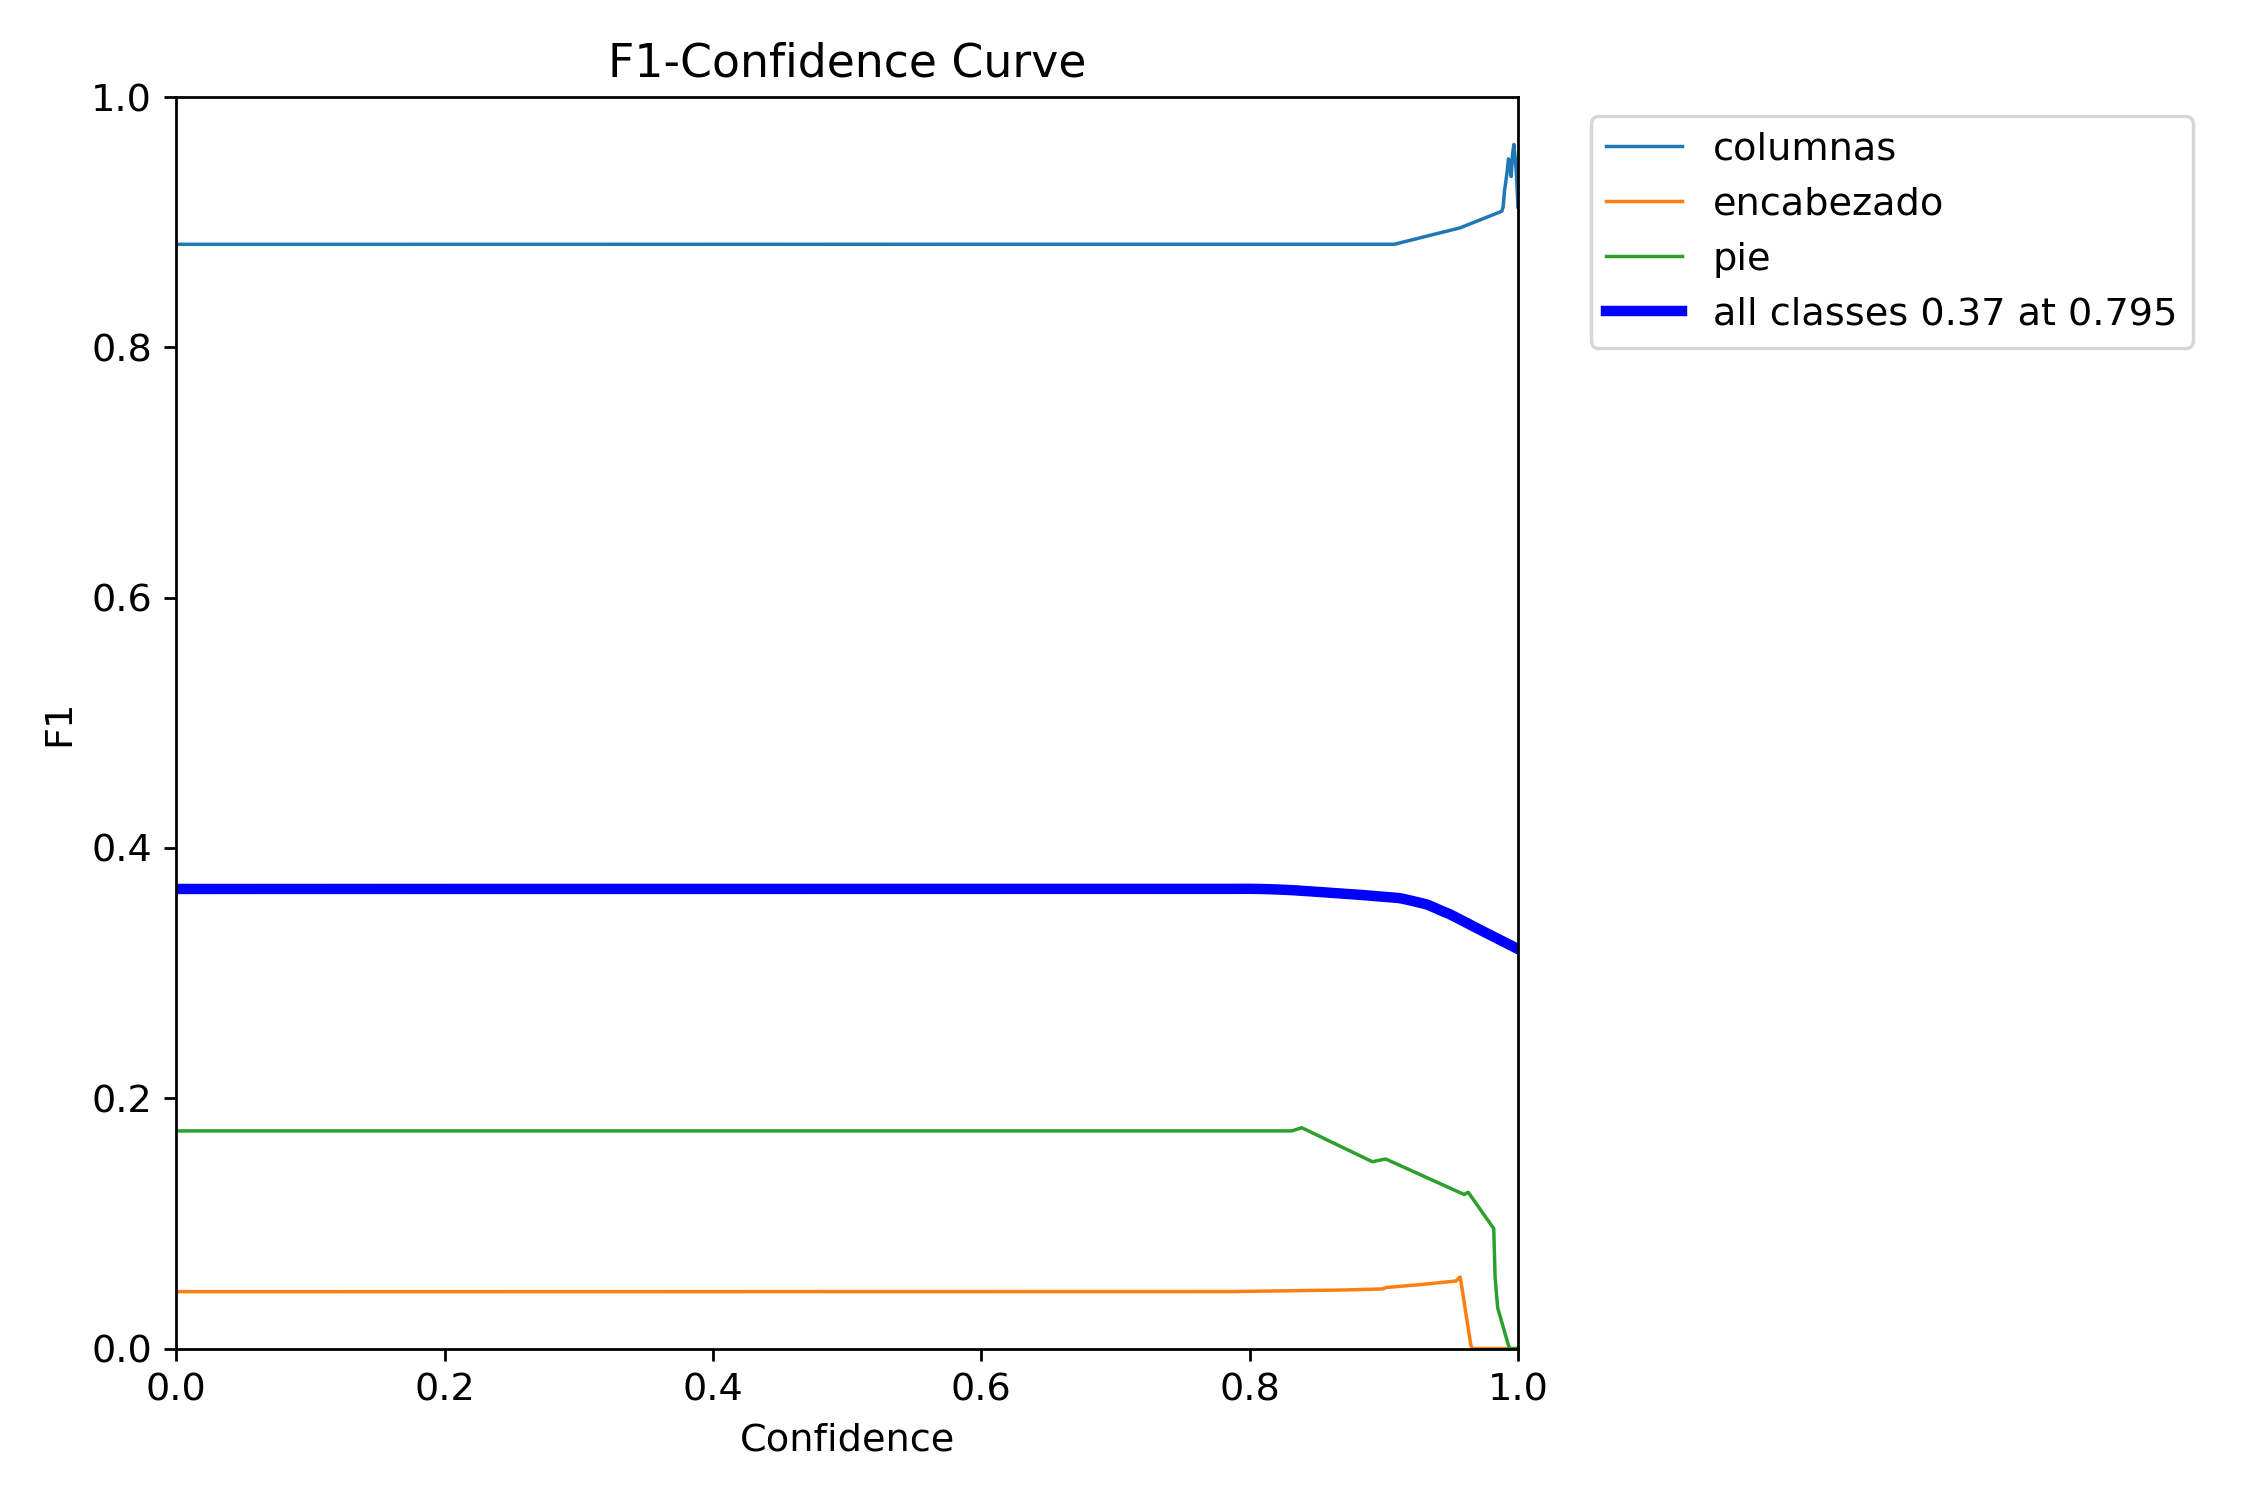 F1-Confidence Curve
1.0
0.8
0.6
0.4
0.2
0.0
F1
0.0 0.2 0.4 0.6 0.8 1.0
Confidence
columnas
encabezado
pie
all classes 0.37 at 0.795